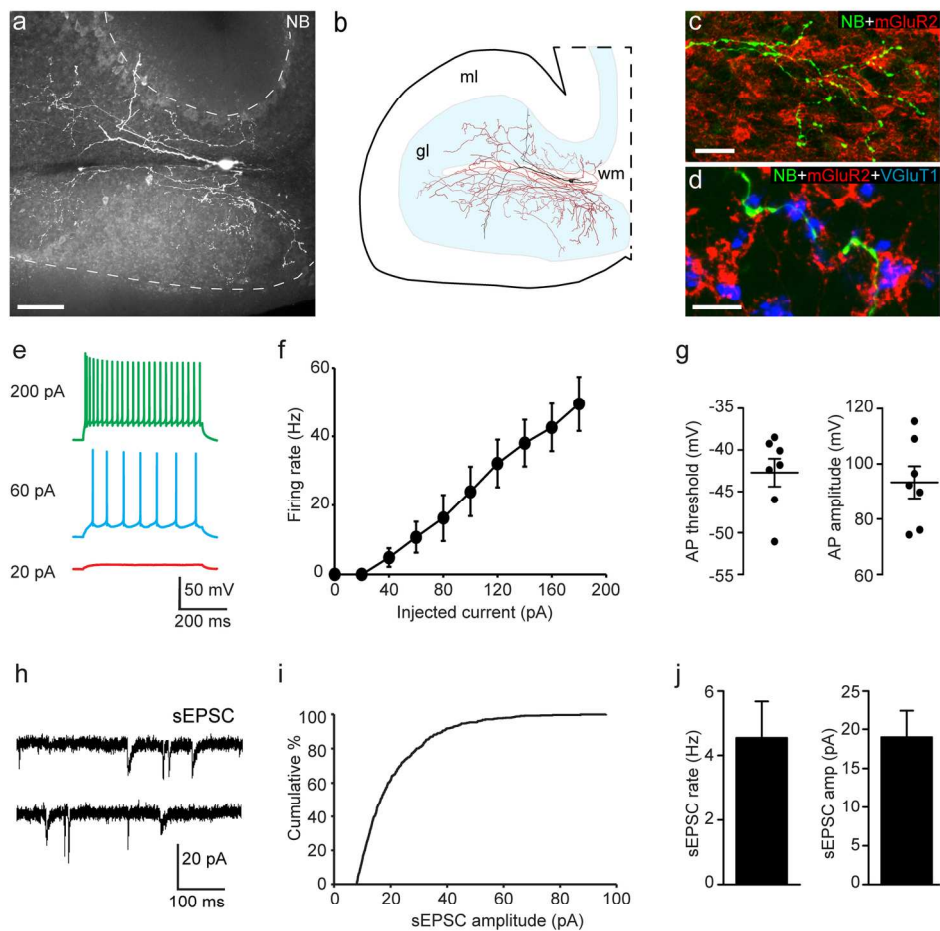 a
NB
b
ml
gl
wm
c
NB+mGluR2
d
NB+mGluR2+VGluT1
e
200 pA
60 pA
20 pA
50 mV
200 ms
f
Firing rate (Hz)
60
40
20
0
0 40 80 120 160 200
Injected current (pA)
g
AP threshold (mV)
-35
-40
-45
-50
-55
AP amplitude (mV)
120
100
80
60
h
sEPSC
20 pA
100 ms
i
Cumulative %
100
80
60
40
20
0
0 20 40 60 80 100
sEPSC amplitude (pA)
j
sEPSC rate (Hz)
6
4
2
0
sEPSC amp (pA)
25
20
15
10
5
0